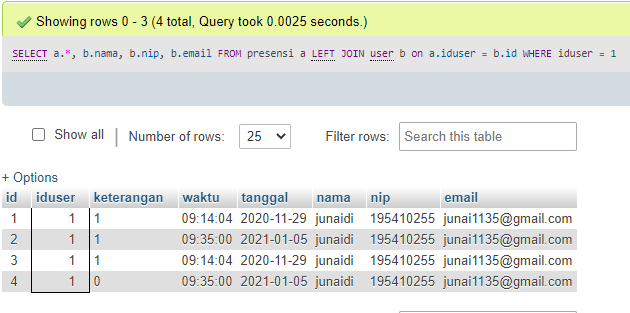 Showing rows 0 - 3 (4 total, Query took 0.0025 seconds.)
SELECT a.*, b.nama, b.nip, b.email FROM presensi a LEFT JOIN user b on a.iduser = b.id WHERE iduser = 1
Show all | Number of rows: 25 Filter rows: Search this table
+ Options
id iduser keterangan waktu tanggal nama nip email
1 1 1 09:14:04 2020-11-29 junaidi 195410255 junai1135@gmail.com
2 1 1 09:35:00 2021-01-05 junaidi 195410255 junai1135@gmail.com
3 1 1 09:14:04 2020-11-29 junaidi 195410255 junai1135@gmail.com
4 1 0 09:35:00 2021-01-05 junaidi 195410255 junai1135@gmail.com